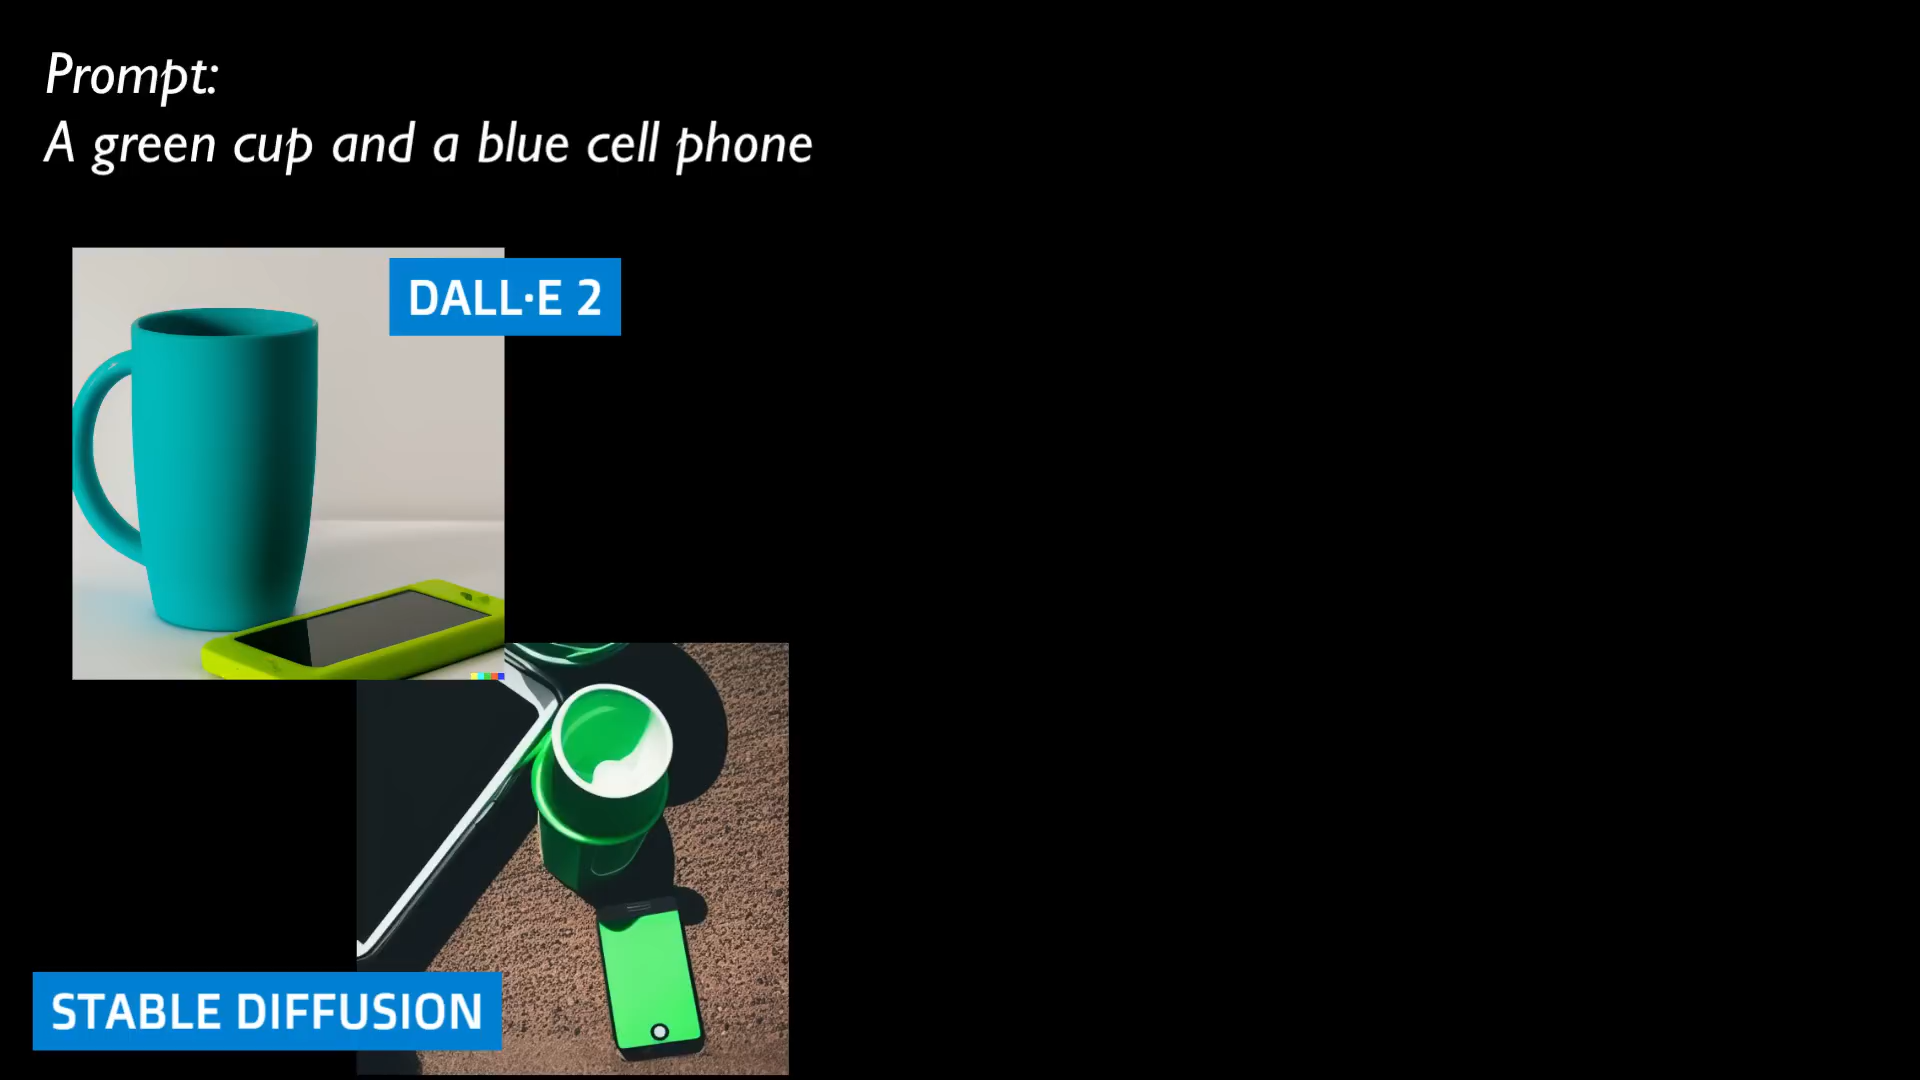 Prompt:
A green cup and a blue cell phone
DALL·E 2
STABLE DIFFUSION